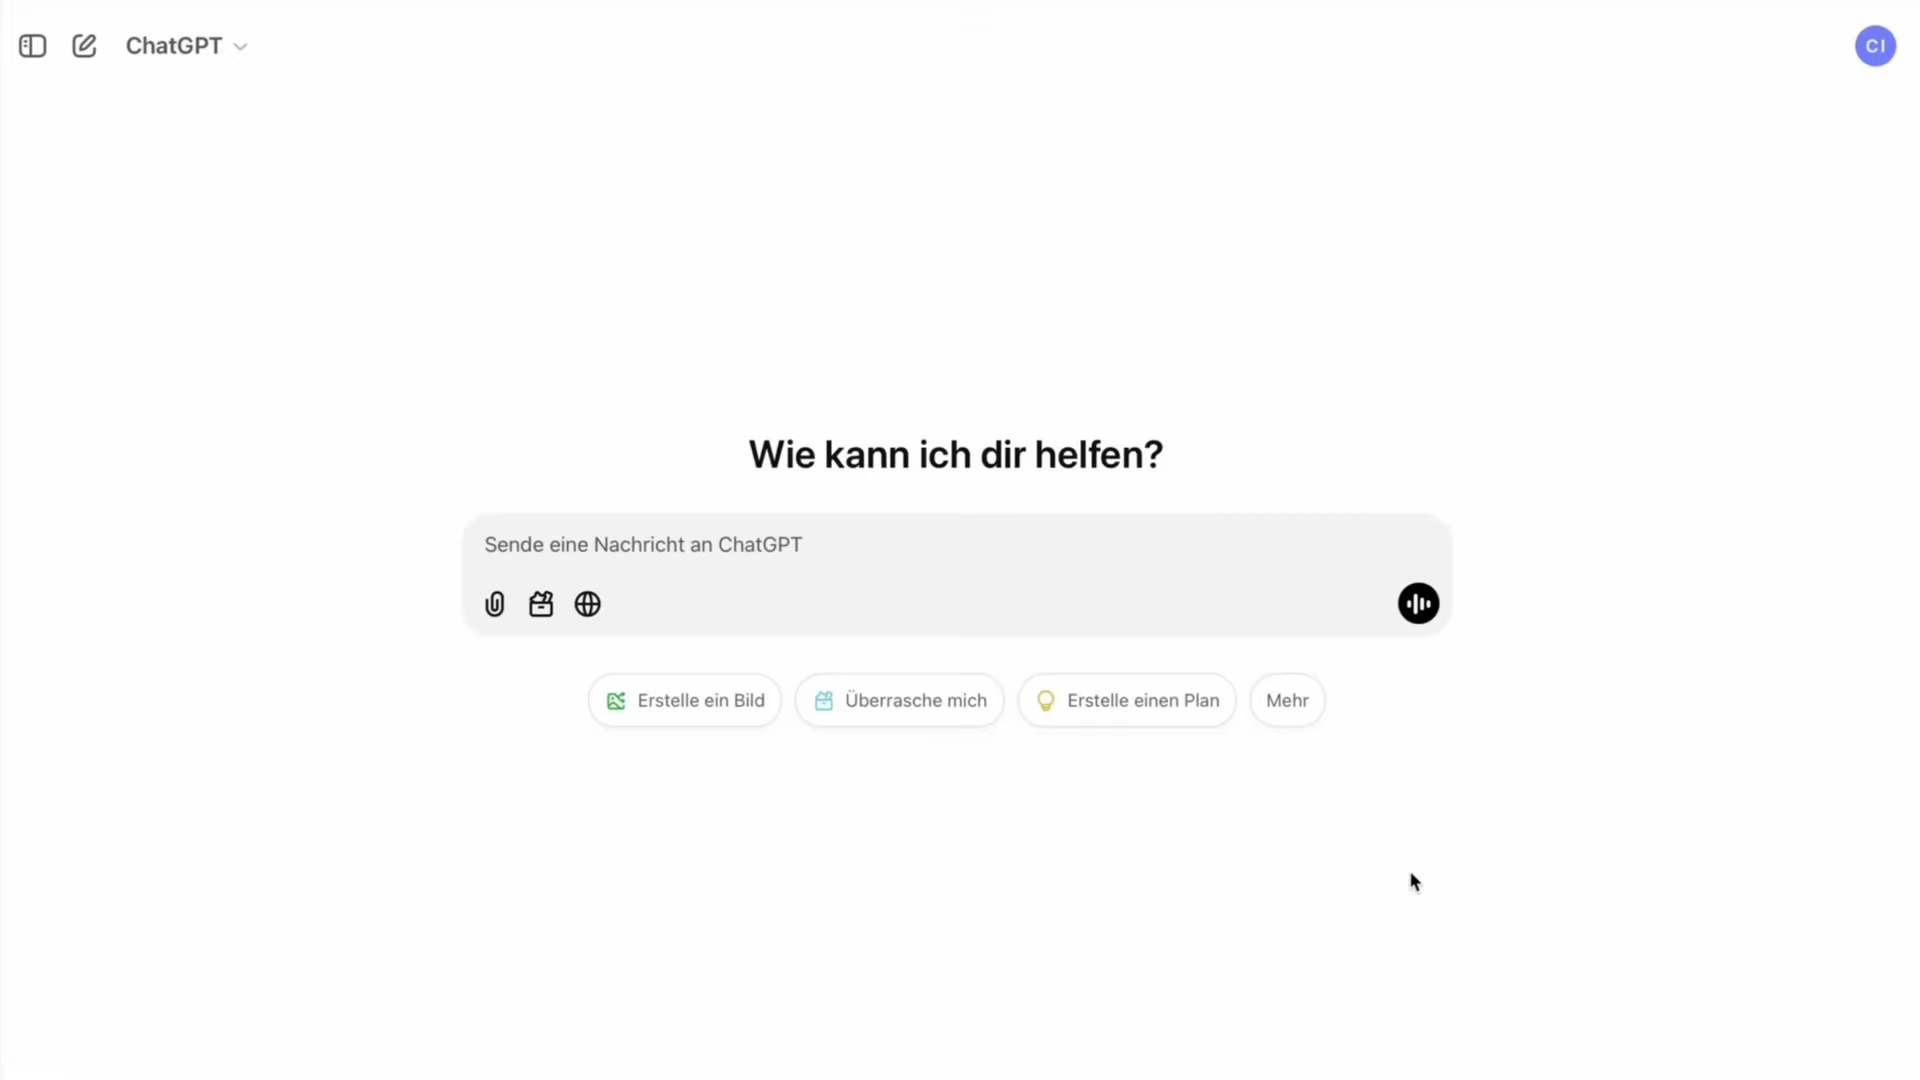 ChatGPT
CI
Wie kann ich dir helfen?
Sende eine Nachricht an ChatGPT
Erstelle ein Bild
Überrasche mich
Erstelle einen Plan
Mehr